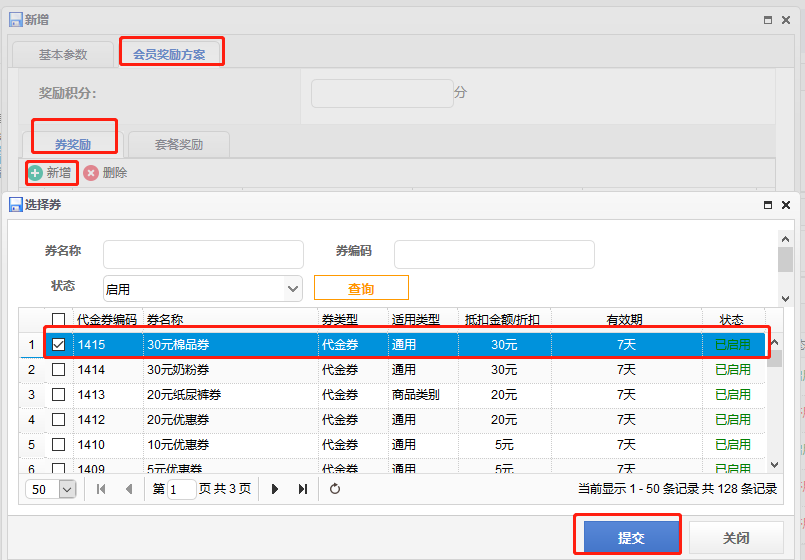 新增
基本参数 会员奖励方案
奖励积分: 分
券奖励 套餐奖励
新增 删除
选择券
券名称 券编码
状态 启用 查询
代金券编码 券名称 券类型 适用类型 抵扣金额/折扣 有效期 状态
1 1415 30元棉品券 代金券 通用 30元 7天 已启用
2 1414 30元奶粉券 代金券 通用 30元 7天 已启用
3 1413 20元纸尿裤券 代金券 商品类别 20元 7天 已启用
4 1412 20元优惠券 代金券 通用 20元 7天 已启用
5 1410 10元优惠券 代金券 通用 5元 7天 已启用
6 1409 5元优惠券 代金券 通用 5元 7天 已启用
50 第 1 页 共 3 页 当前显示 1 - 50 条记录 共 128 条记录
提交 关闭